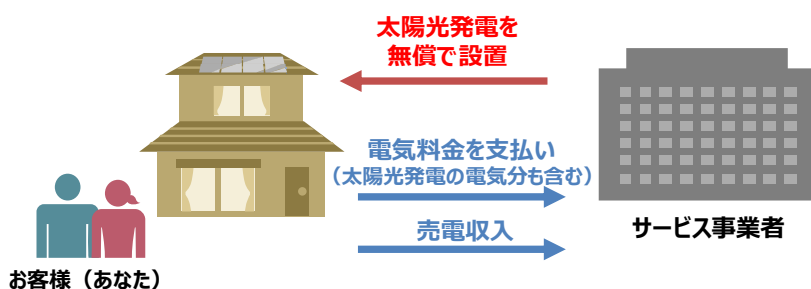 太陽光発電を
無償で設置
電気料金を支払い
（太陽光発電の電気分も含む）
売電収入
サービス事業者
お客様（あなた）